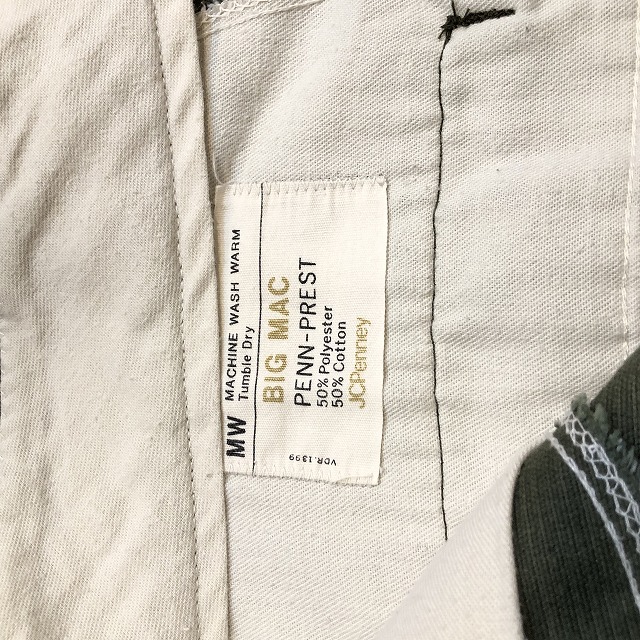 MW MACHINE WASH WARM
Tumble Dry
BIG MAC
PENN-PREST
50% Polyester
50% Cotton
JCPenney
VDR.1399